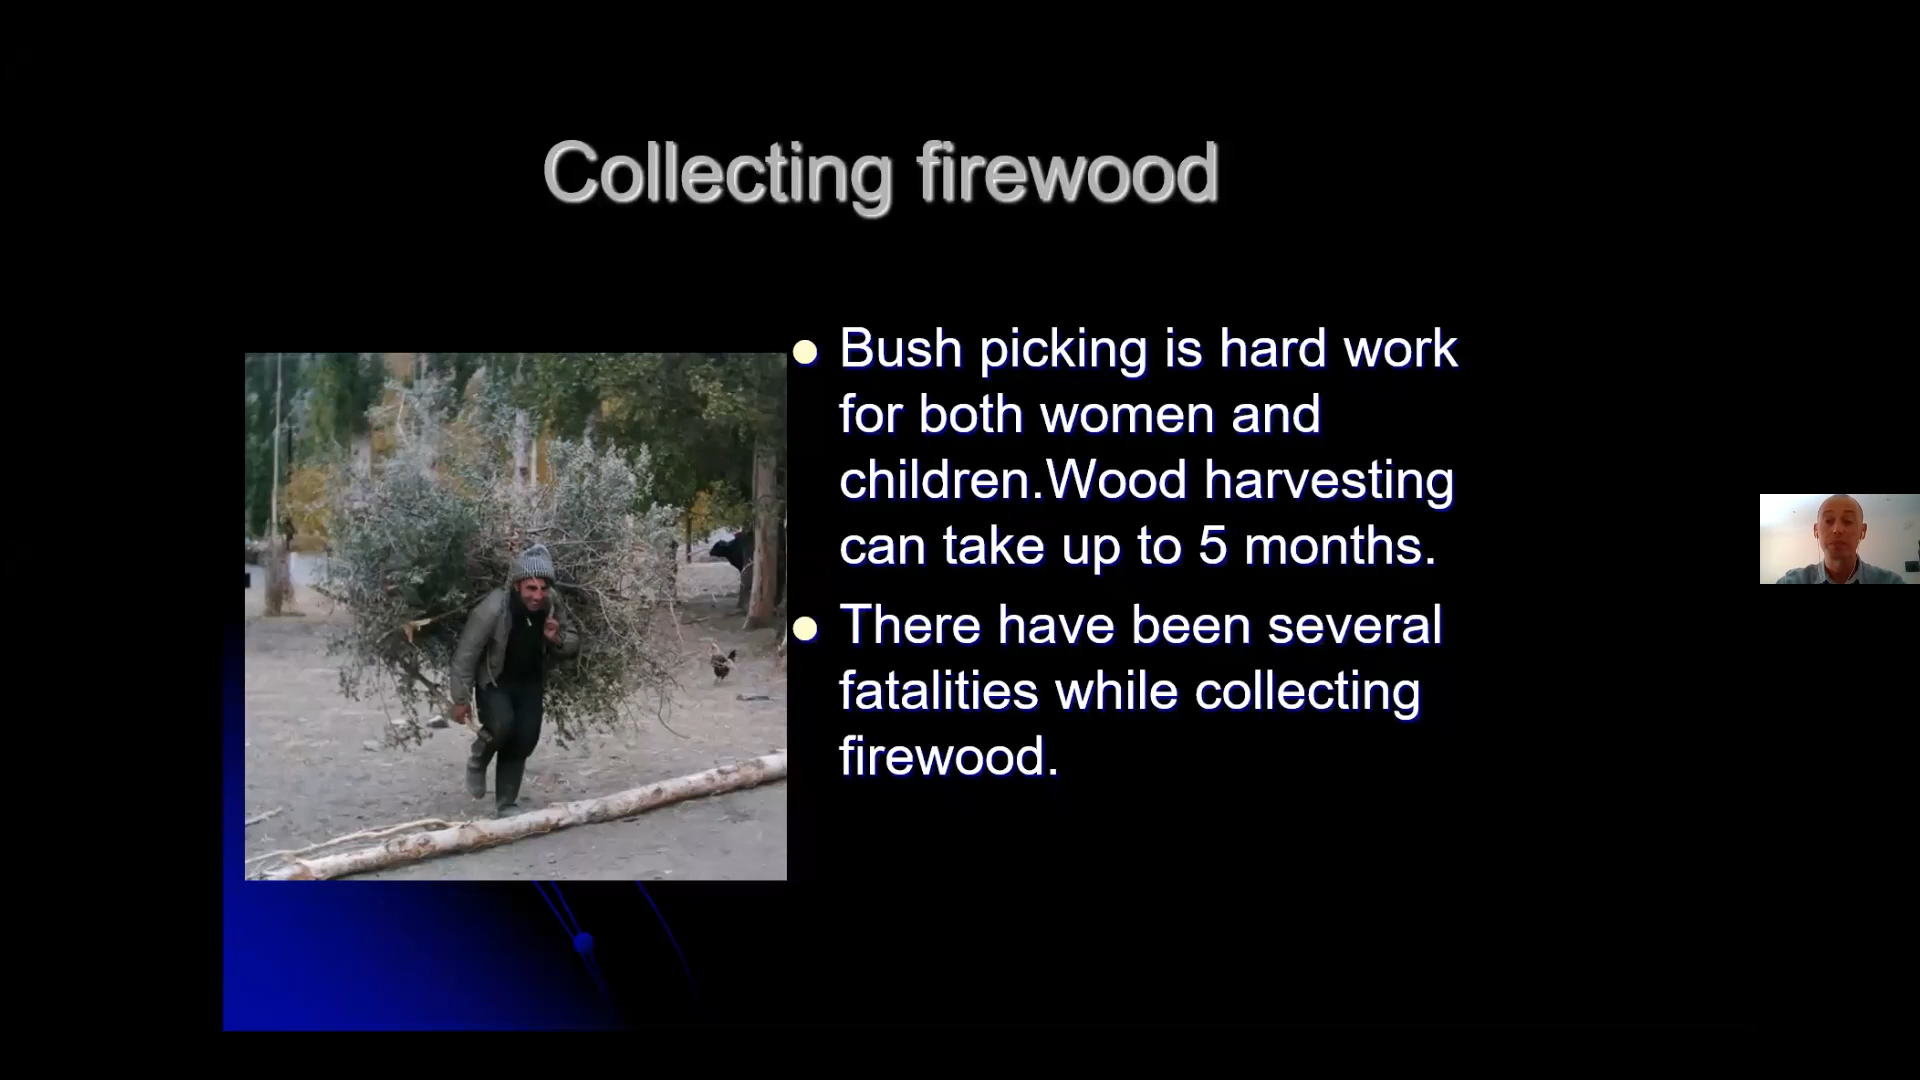 Collecting firewood
Bush picking is hard work
for both women and
children.Wood harvesting
can take up to 5 months.
There have been several
fatalities while collecting
firewood.